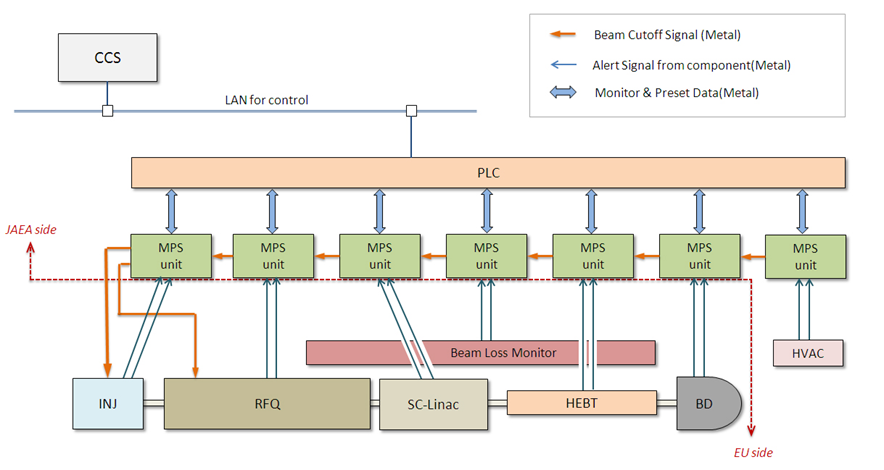 CCS
Beam Cutoff Signal (Metal)
Alert Signal from component(Metal)
Monitor & Preset Data(Metal)
LAN for control
PLC
JAEA side
MPS
unit
MPS
unit
MPS
unit
MPS
unit
MPS
unit
MPS
unit
MPS
unit
Beam Loss Monitor
HVAC
INJ
RFQ
SC-Linac
HEBT
BD
EU side